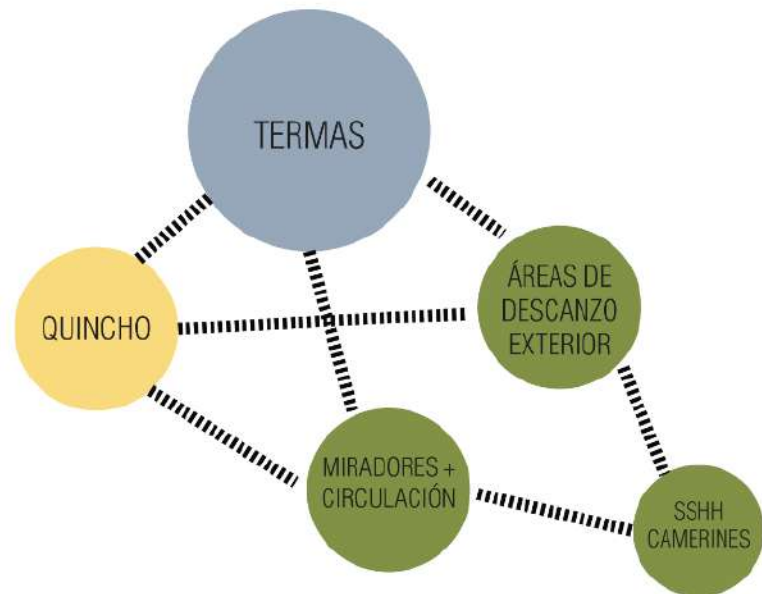 TERMAS
QUINCHO
ÁREAS DE
DESCANZO
EXTERIOR
MIRADORES +
CIRCULACIÓN
SSHH
CAMERINES